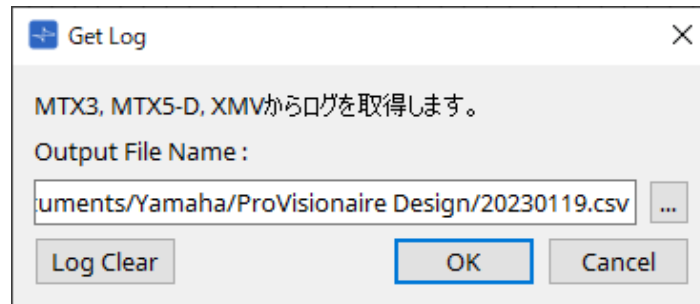 Get Log
MTX3, MTX5-D, XMVからログを取得します。
Output File Name :
uments/Yamaha/ProVisionaire Design/20230119.csv ...
Log Clear OK Cancel